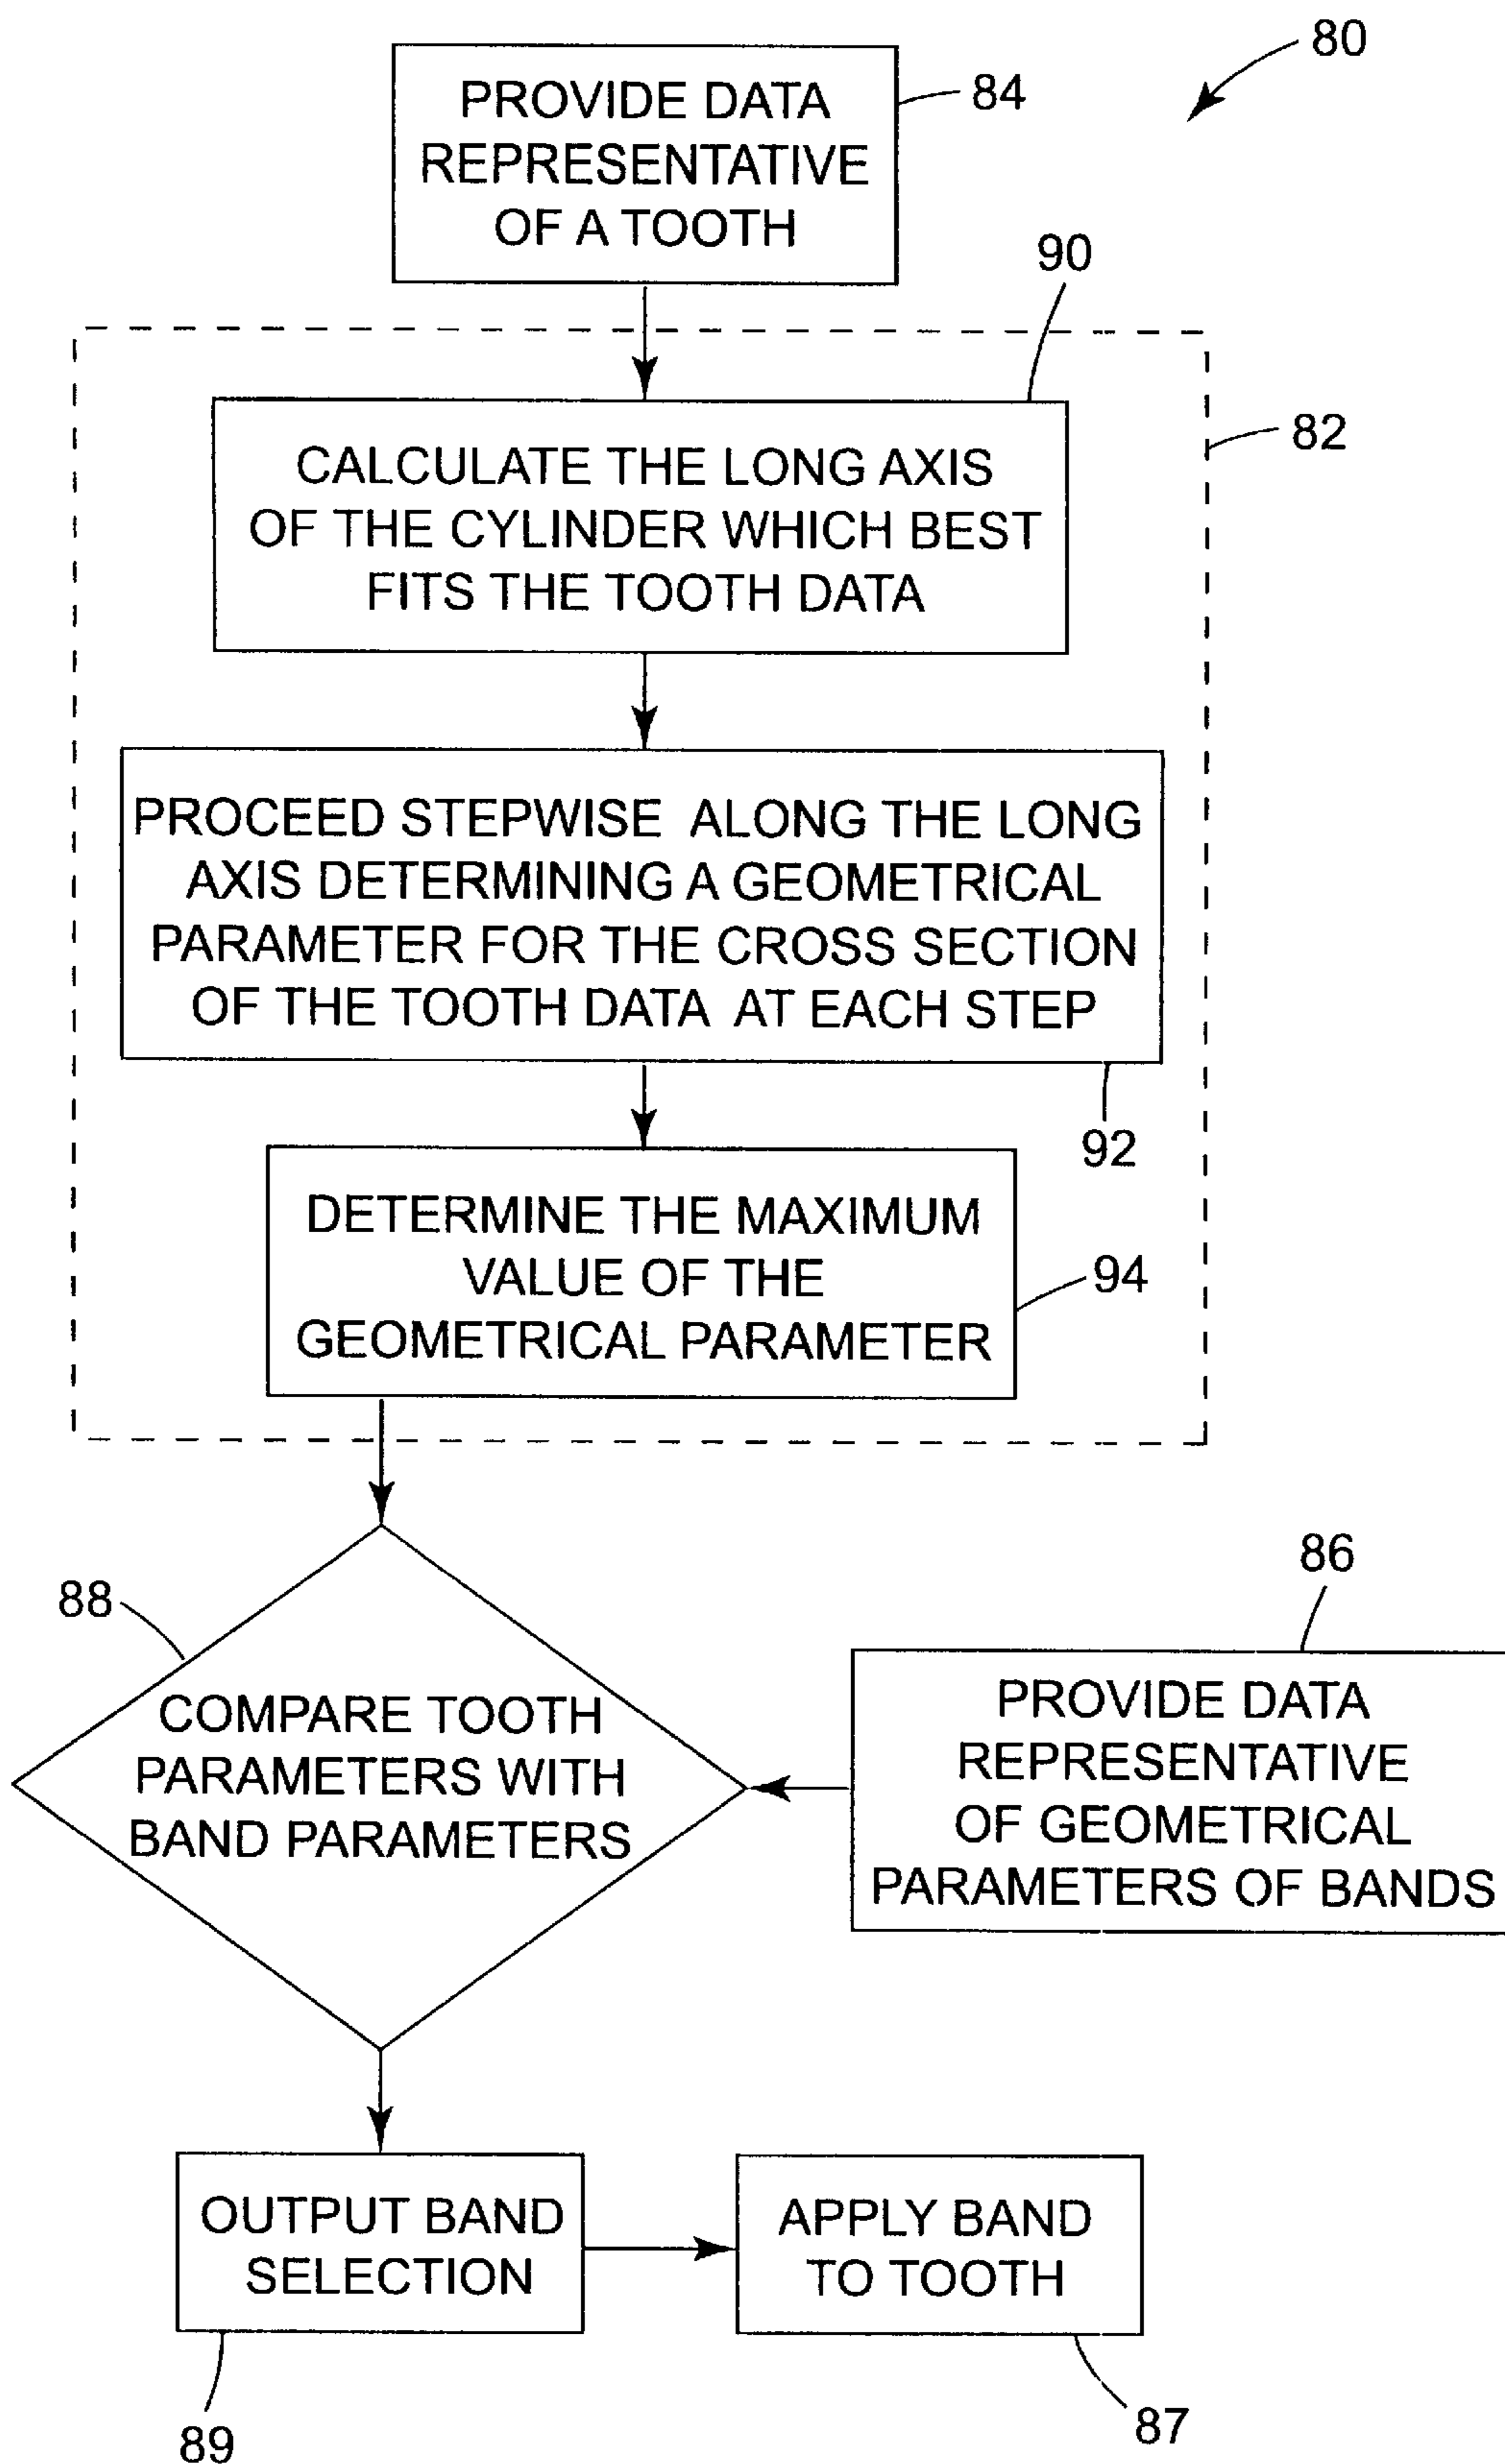 80
PROVIDE DATA
REPRESENTATIVE
OF A TOOTH
84
90
82
CALCULATE THE LONG AXIS
OF THE CYLINDER WHICH BEST
FITS THE TOOTH DATA
PROCEED STEPWISE ALONG THE LONG
AXIS DETERMINING A GEOMETRICAL
PARAMETER FOR THE CROSS SECTION
OF THE TOOTH DATA AT EACH STEP
92
DETERMINE THE MAXIMUM
VALUE OF THE
GEOMETRICAL PARAMETER
94
88
COMPARE TOOTH
PARAMETERS WITH
BAND PARAMETERS
86
PROVIDE DATA
REPRESENTATIVE
OF GEOMETRICAL
PARAMETERS OF BANDS
OUTPUT BAND
SELECTION
89
APPLY BAND
TO TOOTH
87